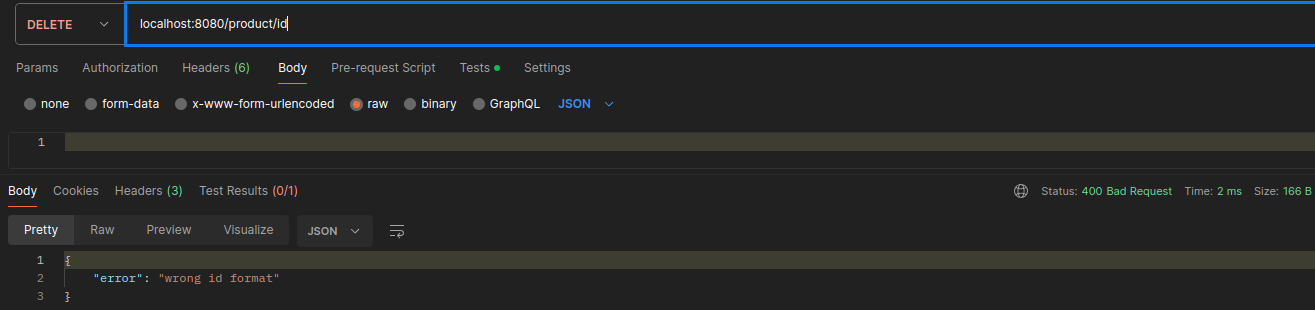 DELETE localhost:8080/product/id
Params Authorization Headers (6) Body Pre-request Script Tests Settings
none form-data x-www-form-urlencoded raw binary GraphQL JSON
1
Body Cookies Headers (3) Test Results (0/1) Status: 400 Bad Request Time: 2 ms Size: 166 B
Pretty Raw Preview Visualize JSON
1 {
2 "error": "wrong id format"
3 }